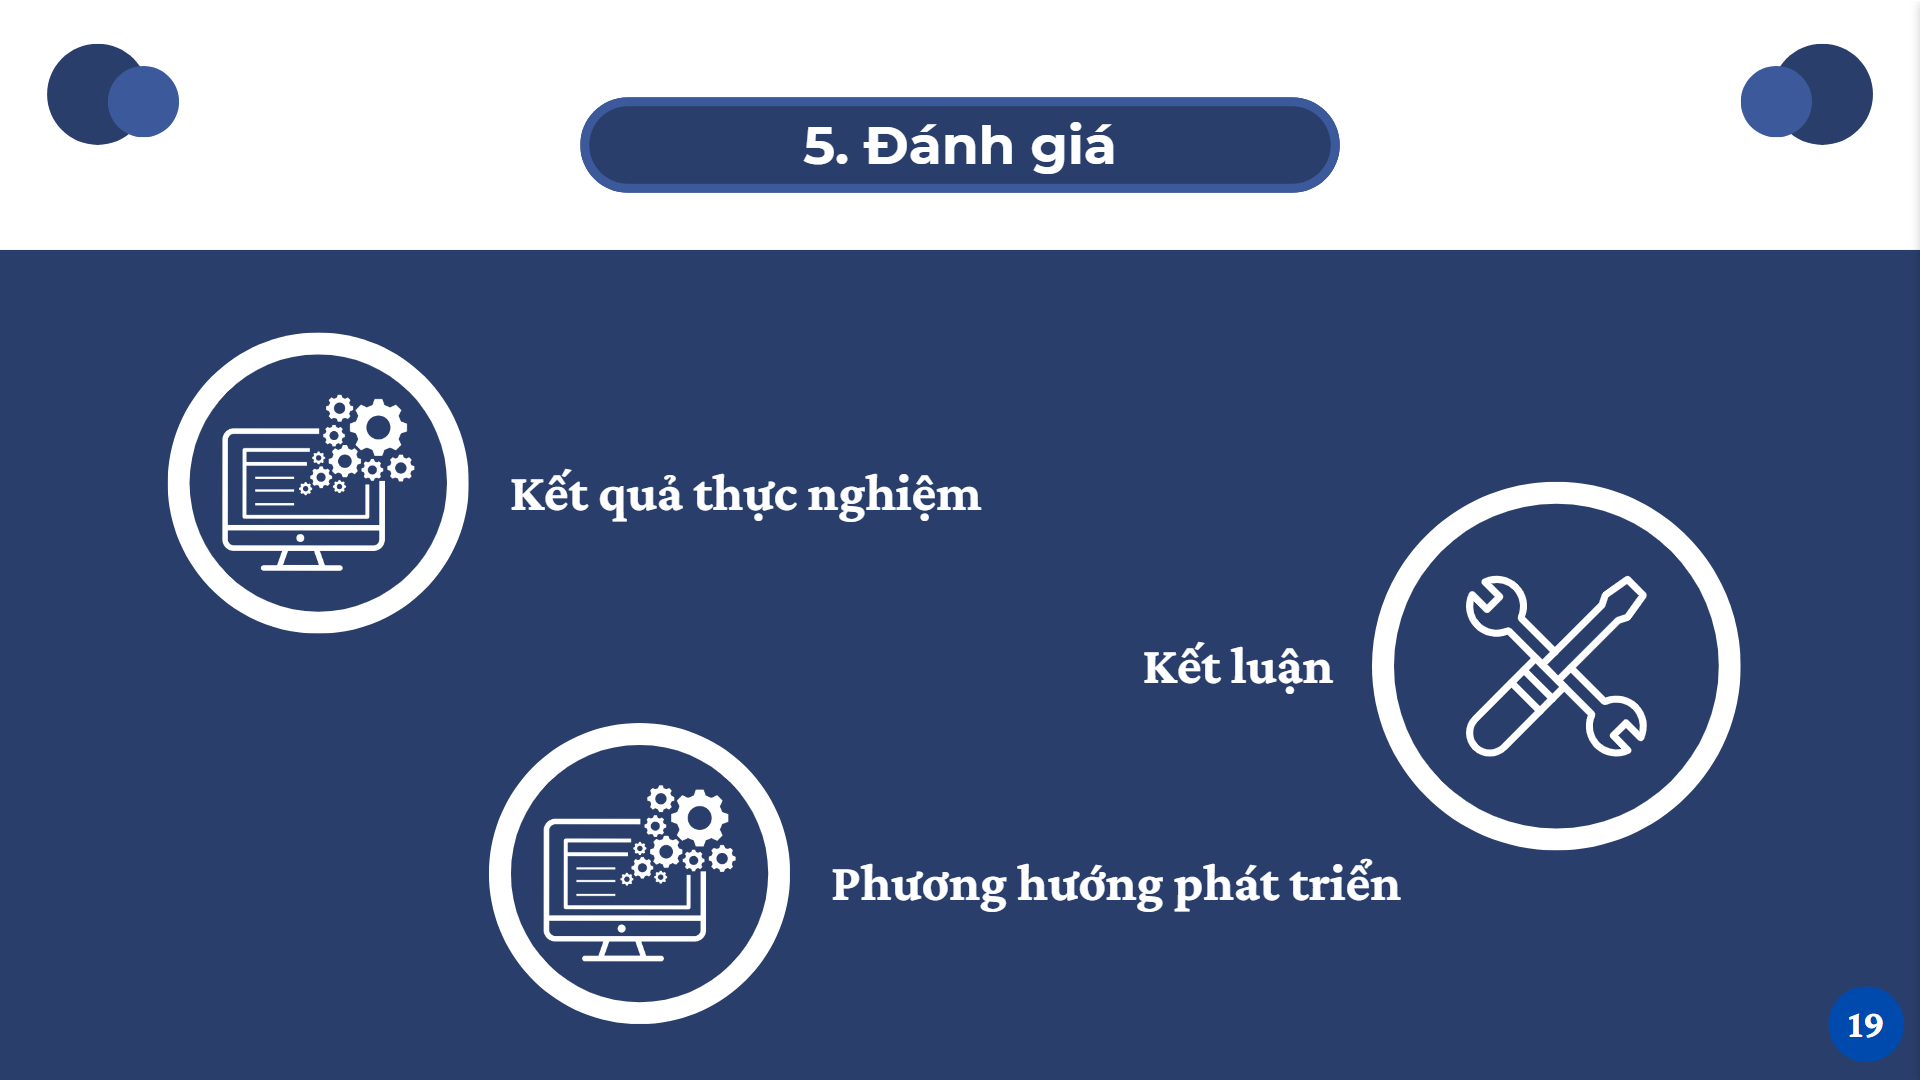 5. Đánh giá
Kết quả thực nghiệm
Kết luận
Phương hướng phát triển
19